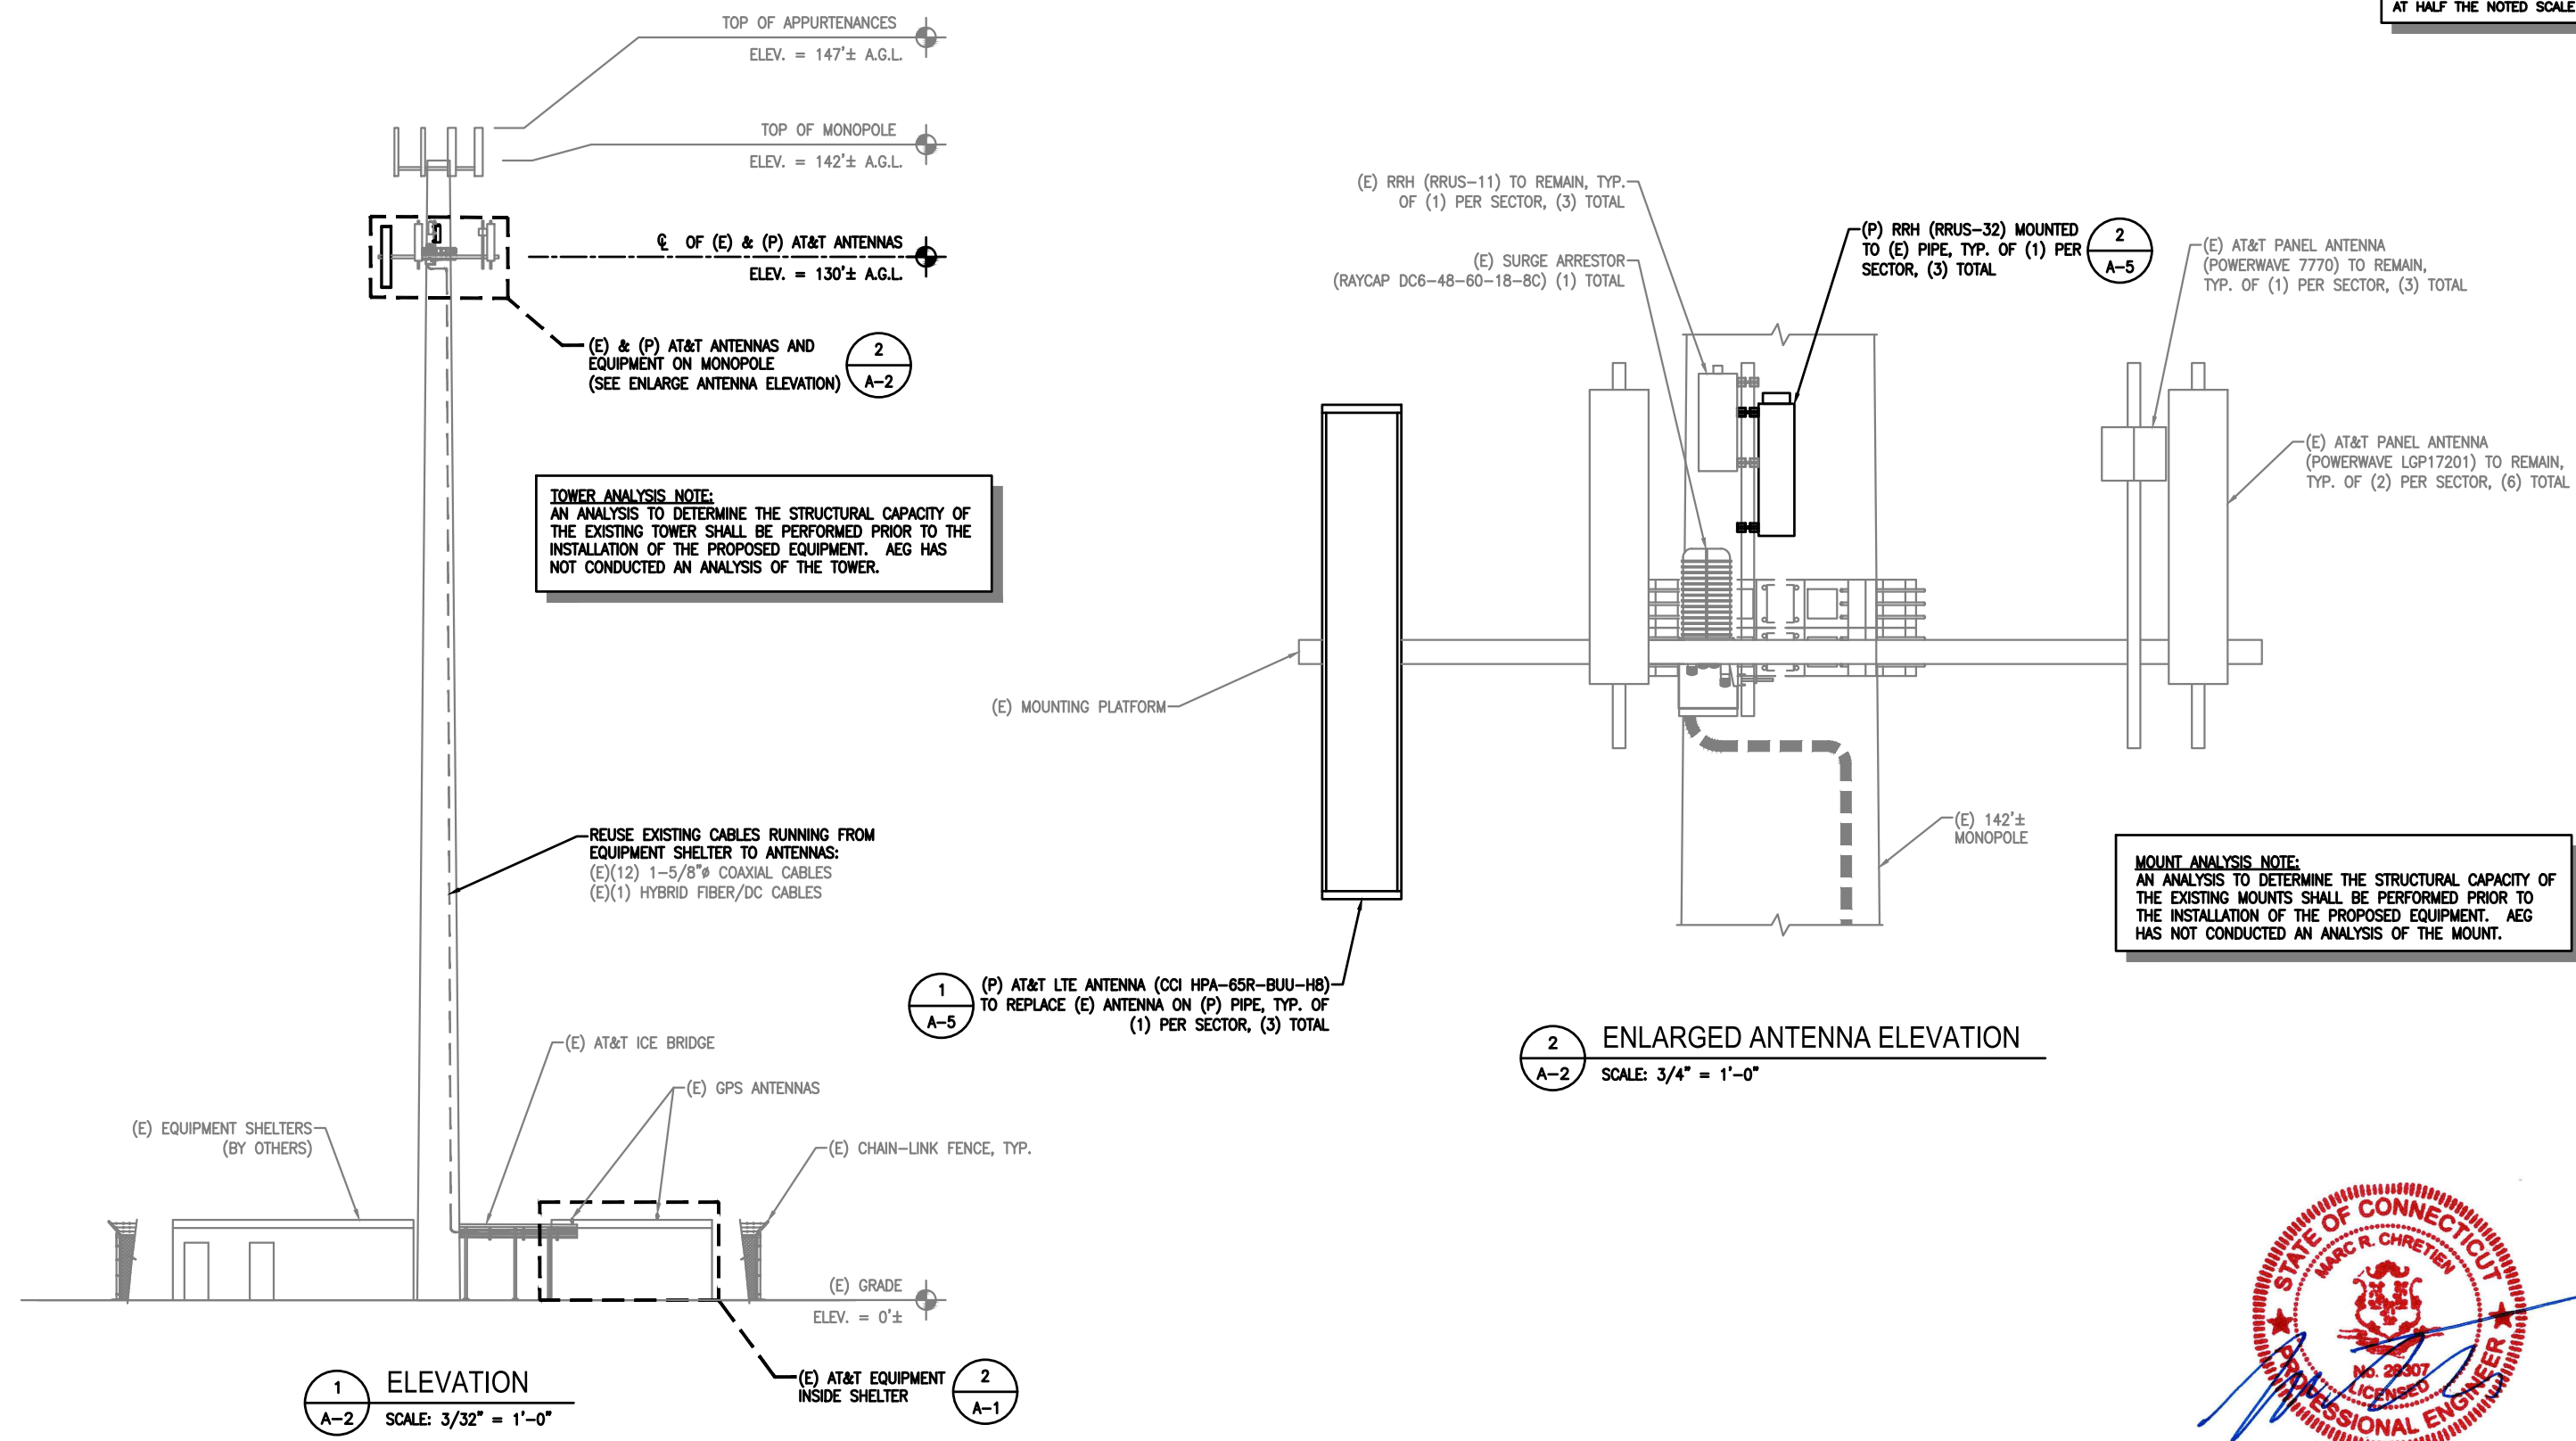 AT HALF THE NOTED SCALE
TOP OF APPURTENANCES
ELEV. = 147'± A.G.L.
TOP OF MONOPOLE
ELEV. = 142'± A.G.L.
℄ OF (E) & (P) AT&T ANTENNAS
ELEV. = 130'± A.G.L.
(E) & (P) AT&T ANTENNAS AND
EQUIPMENT ON MONOPOLE
(SEE ENLARGE ANTENNA ELEVATION)
2
A-2
TOWER ANALYSIS NOTE:
AN ANALYSIS TO DETERMINE THE STRUCTURAL CAPACITY OF
THE EXISTING TOWER SHALL BE PERFORMED PRIOR TO THE
INSTALLATION OF THE PROPOSED EQUIPMENT. AEG HAS
NOT CONDUCTED AN ANALYSIS OF THE TOWER.
REUSE EXISTING CABLES RUNNING FROM
EQUIPMENT SHELTER TO ANTENNAS:
(E)(12) 1-5/8"ø COAXIAL CABLES
(E)(1) HYBRID FIBER/DC CABLES
(E) AT&T ICE BRIDGE
(E) GPS ANTENNAS
(E) EQUIPMENT SHELTERS
(BY OTHERS)
(E) CHAIN-LINK FENCE, TYP.
(E) GRADE
ELEV. = 0'±
(E) AT&T EQUIPMENT
INSIDE SHELTER
2
A-1
1
A-2
ELEVATION
SCALE: 3/32" = 1'-0"
(E) RRH (RRUS-11) TO REMAIN, TYP.
OF (1) PER SECTOR, (3) TOTAL
(E) SURGE ARRESTOR
(RAYCAP DC6-48-60-18-8C) (1) TOTAL
(P) RRH (RRUS-32) MOUNTED
TO (E) PIPE, TYP. OF (1) PER
SECTOR, (3) TOTAL
2
A-5
(E) AT&T PANEL ANTENNA
(POWERWAVE 7770) TO REMAIN,
TYP. OF (1) PER SECTOR, (3) TOTAL
(E) AT&T PANEL ANTENNA
(POWERWAVE LGP17201) TO REMAIN,
TYP. OF (2) PER SECTOR, (6) TOTAL
(E) MOUNTING PLATFORM
(E) 142'±
MONOPOLE
MOUNT ANALYSIS NOTE:
AN ANALYSIS TO DETERMINE THE STRUCTURAL CAPACITY OF
THE EXISTING MOUNTS SHALL BE PERFORMED PRIOR TO
THE INSTALLATION OF THE PROPOSED EQUIPMENT. AEG
HAS NOT CONDUCTED AN ANALYSIS OF THE MOUNT.
1
A-5
(P) AT&T LTE ANTENNA (CCI HPA-65R-BUU-H8)
TO REPLACE (E) ANTENNA ON (P) PIPE, TYP. OF
(1) PER SECTOR, (3) TOTAL
2
A-2
ENLARGED ANTENNA ELEVATION
SCALE: 3/4" = 1'-0"
STATE OF CONNECTICUT
MARC R. CHRETIEN
No. 28307
LICENSED
PROFESSIONAL ENGINEER